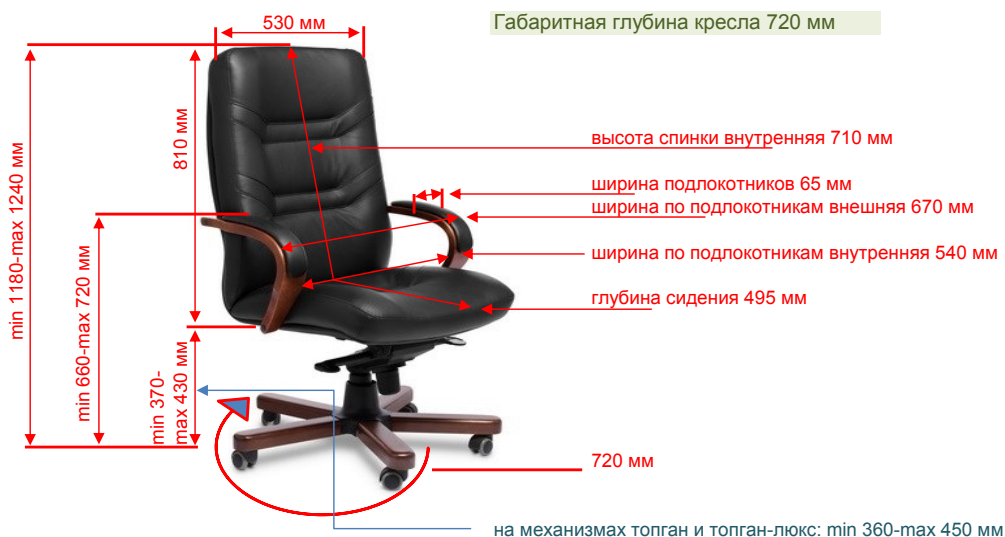 530 мм
Габаритная глубина кресла 720 мм
min 1180-max 1240 мм
810 мм
высота спинки внутренняя 710 мм
ширина подлокотников 65 мм
ширина по подлокотникам внешняя 670 мм
ширина по подлокотникам внутренняя 540 мм
min 660-max 720 мм
глубина сидения 495 мм
min 370-
max 430 мм
720 мм
на механизмах топган и топган-люкс: min 360-max 450 мм